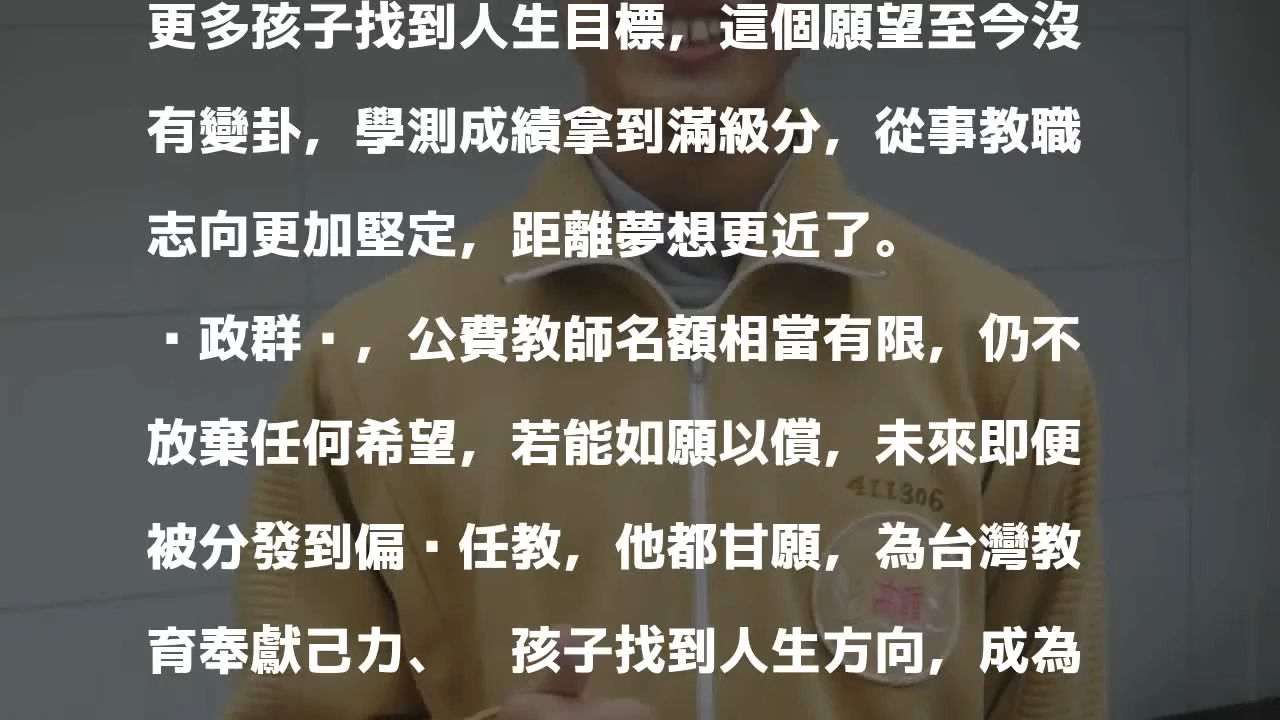 更多孩子找到人生目標，這個願望至今沒
有變卦，學測成績拿到滿級分，從事教職
志向更加堅定，距離夢想更近了。
▪政群▪，公費教師名額相當有限，仍不
放棄任何希望，若能如願以償，未來即便
被分發到偏▪任教，他都甘願，為台灣教
育奉獻己力、　孩子找到人生方向，成為
411306